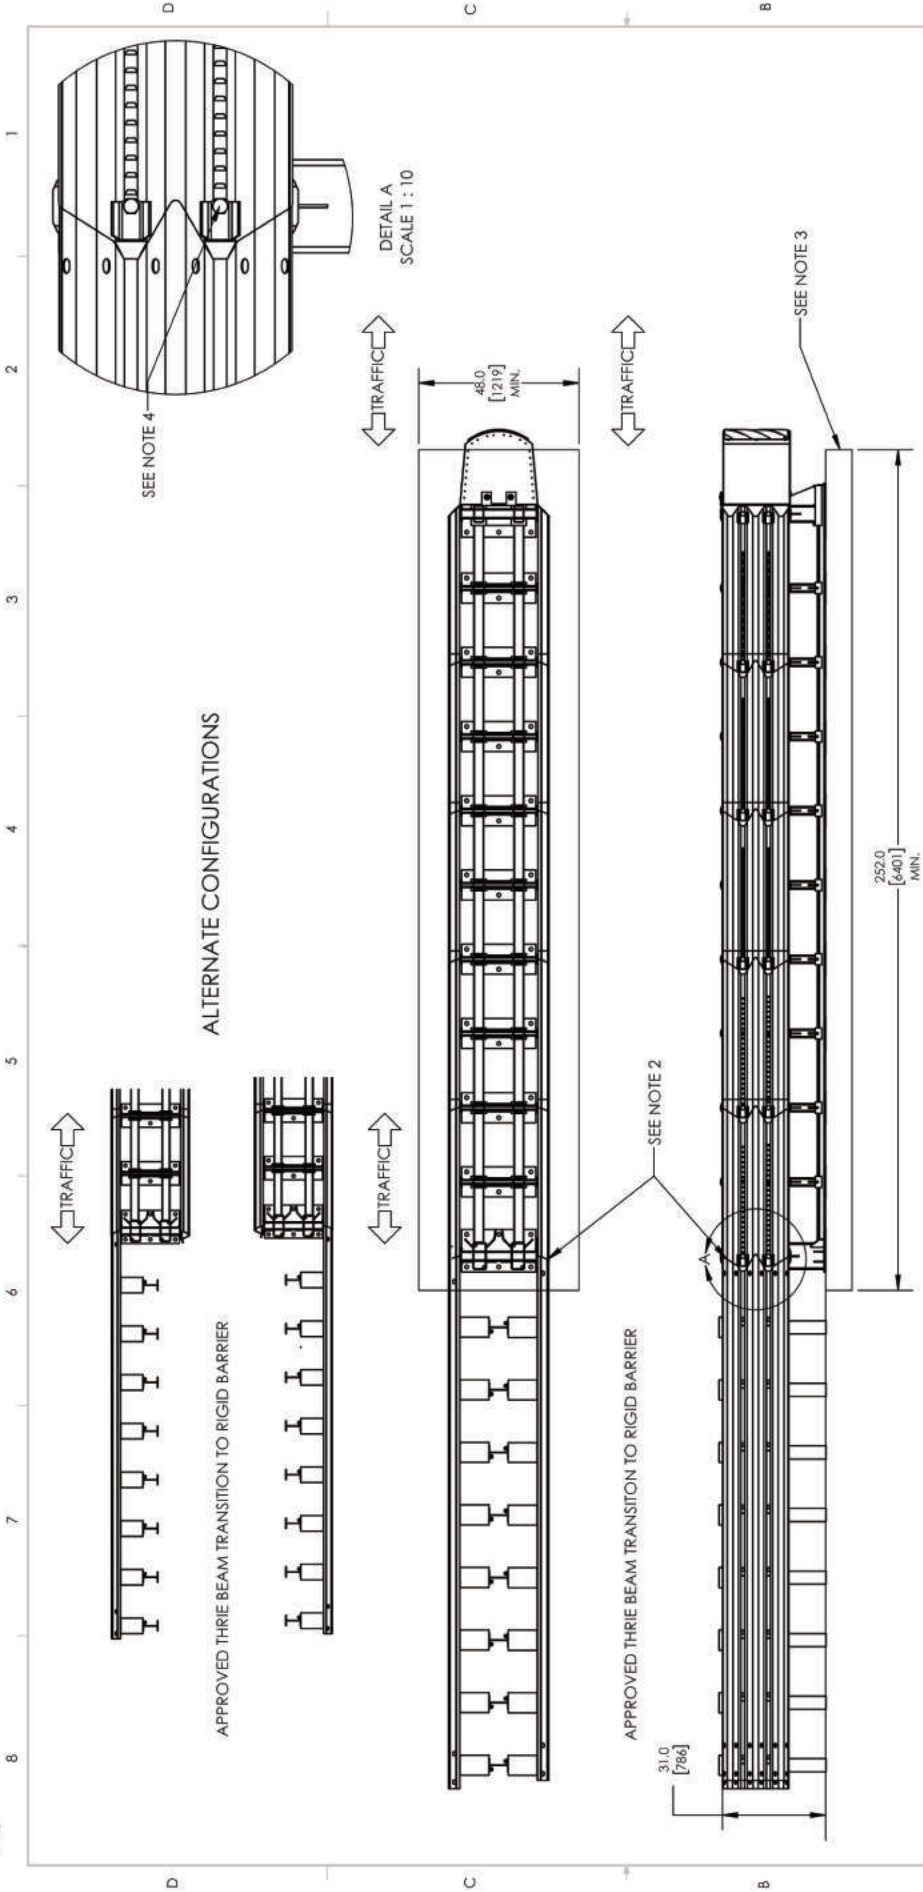 8
7
6
5
4
3
2
1
D
D
TRAFFIC
SEE NOTE 4
APPROVED THRIE BEAM TRANSITION TO RIGID BARRIER
ALTERNATE CONFIGURATIONS
DETAIL A
SCALE 1 : 10
TRAFFIC
TRAFFIC
C
C
48.0
[1219]
MIN.
APPROVED THRIE BEAM TRANSITON TO RIGID BARRIER
SEE NOTE 2
TRAFFIC
31.0
[786]
A
B
B
SEE NOTE 3
252.0
[6401]
MIN.